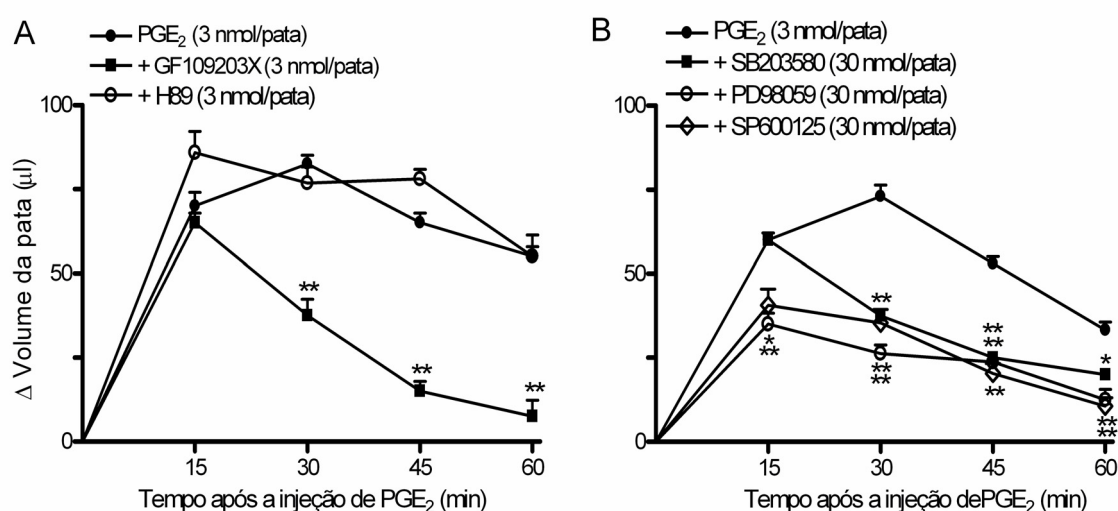 A
PGE₂ (3 nmol/pata)
+ GF109203X (3 nmol/pata)
+ H89 (3 nmol/pata)
100
50
0
Δ Volume da pata (μl)
**
**
**
15 30 45 60
Tempo após a injeção de PGE₂ (min)
B
PGE₂ (3 nmol/pata)
+ SB203580 (30 nmol/pata)
+ PD98059 (30 nmol/pata)
+ SP600125 (30 nmol/pata)
100
50
0
*
**
**
**
**
**
**
**
*
**
**
15 30 45 60
Tempo após a injeção dePGE₂ (min)